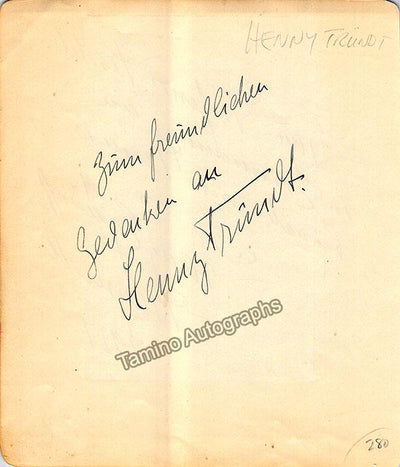 HENNY TRÜNDT
Zum freundlichen
Gedenken an
Henny Tründt.
Tamino Autographs
280